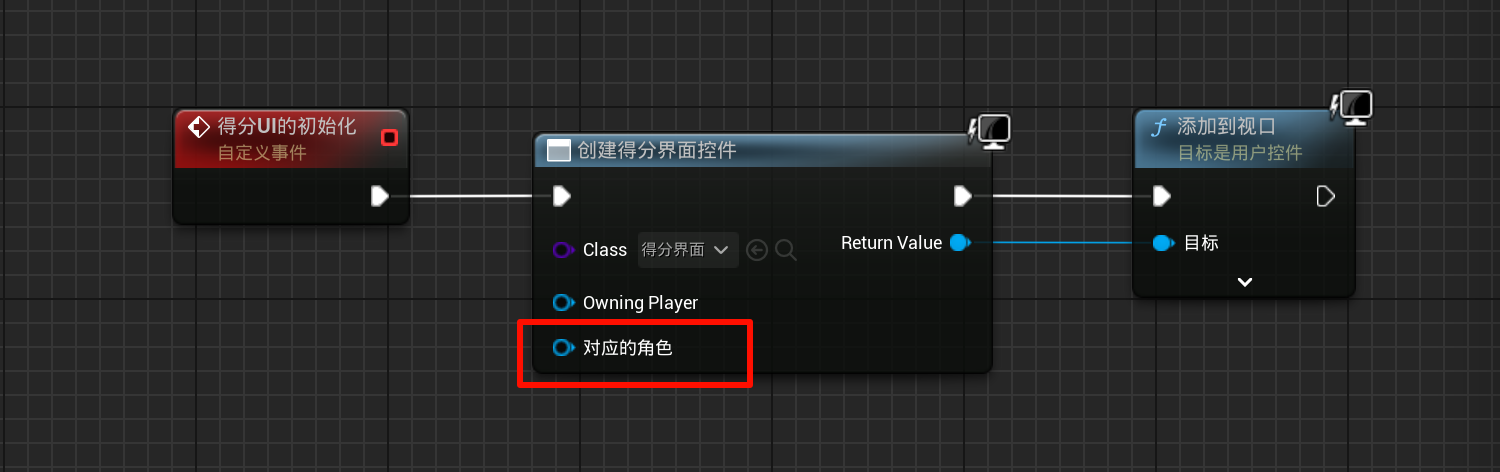 得分UI的初始化
自定义事件
创建得分界面控件
Class 得分界面
Return Value
Owning Player
对应的角色
f 添加到视口
目标是用户控件
目标